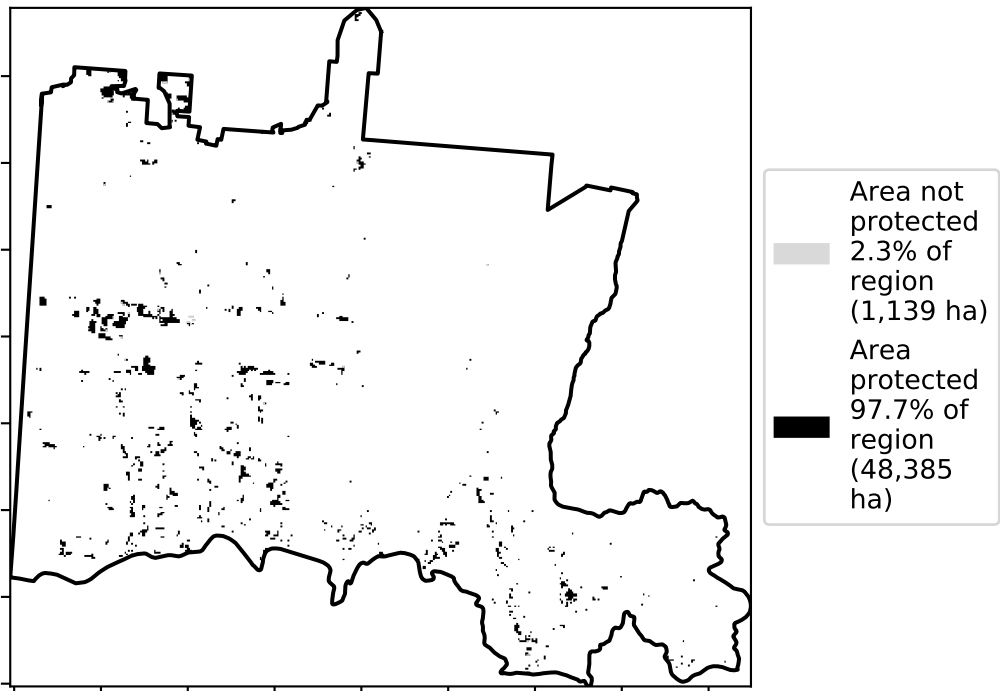 Area not
protected
2.3% of
region
(1,139 ha)
Area
protected
97.7% of
region
(48,385
ha)